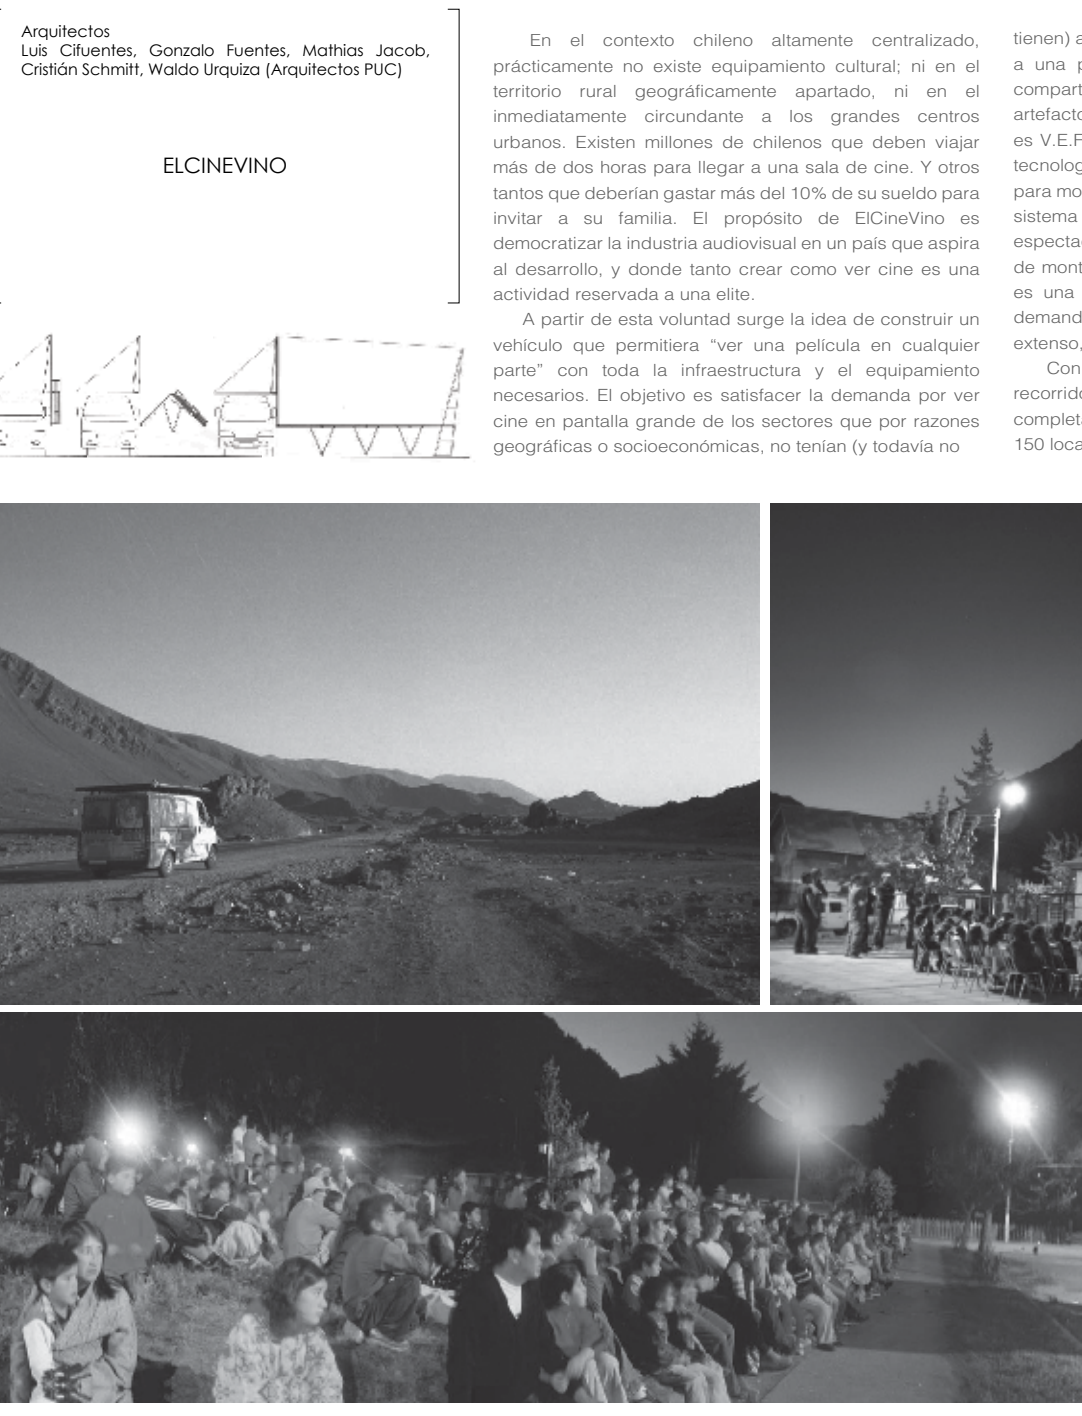 Arquitectos
Luis Cifuentes, Gonzalo Fuentes, Mathias Jacob,
Cristián Schmitt, Waldo Urquiza (Arquitectos PUC)
ELCINEVINO
En el contexto chileno altamente centralizado,
prácticamente no existe equipamiento cultural; ni en el
territorio rural geográficamente apartado, ni en el
inmediatamente circundante a los grandes centros
urbanos. Existen millones de chilenos que deben viajar
más de dos horas para llegar a una sala de cine. Y otros
tantos que deberían gastar más del 10% de su sueldo para
invitar a su familia. El propósito de ElCineVino es
democratizar la industria audiovisual en un país que aspira
al desarrollo, y donde tanto crear como ver cine es una
actividad reservada a una elite.
A partir de esta voluntad surge la idea de construir un
vehículo que permitiera “ver una película en cualquier
parte” con toda la infraestructura y el equipamiento
necesarios. El objetivo es satisfacer la demanda por ver
cine en pantalla grande de los sectores que por razones
geográficas o socioeconómicas, no tenían (y todavía no
tienen) a
a una p
compart
artefacto
es V.E.F
tecnolog
para mo
sistema
espectac
de mont
es una
demand
extenso,
Con
recorrido
completa
150 loca